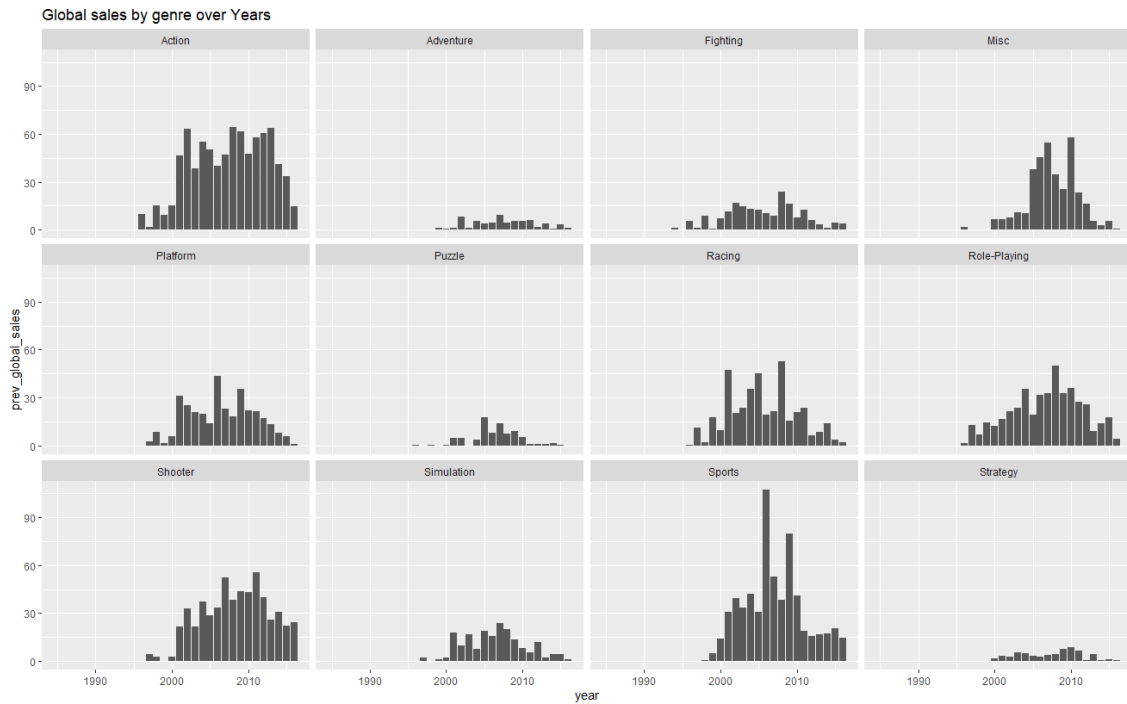 Global sales by genre over Years
Action Adventure Fighting Misc
90
60
30
0
Platform Puzzle Racing Role-Playing
90
60
30
0
prev_global_sales
Shooter Simulation Sports Strategy
90
60
30
0
1990 2000 2010 1990 2000 2010 1990 2000 2010 1990 2000 2010
year